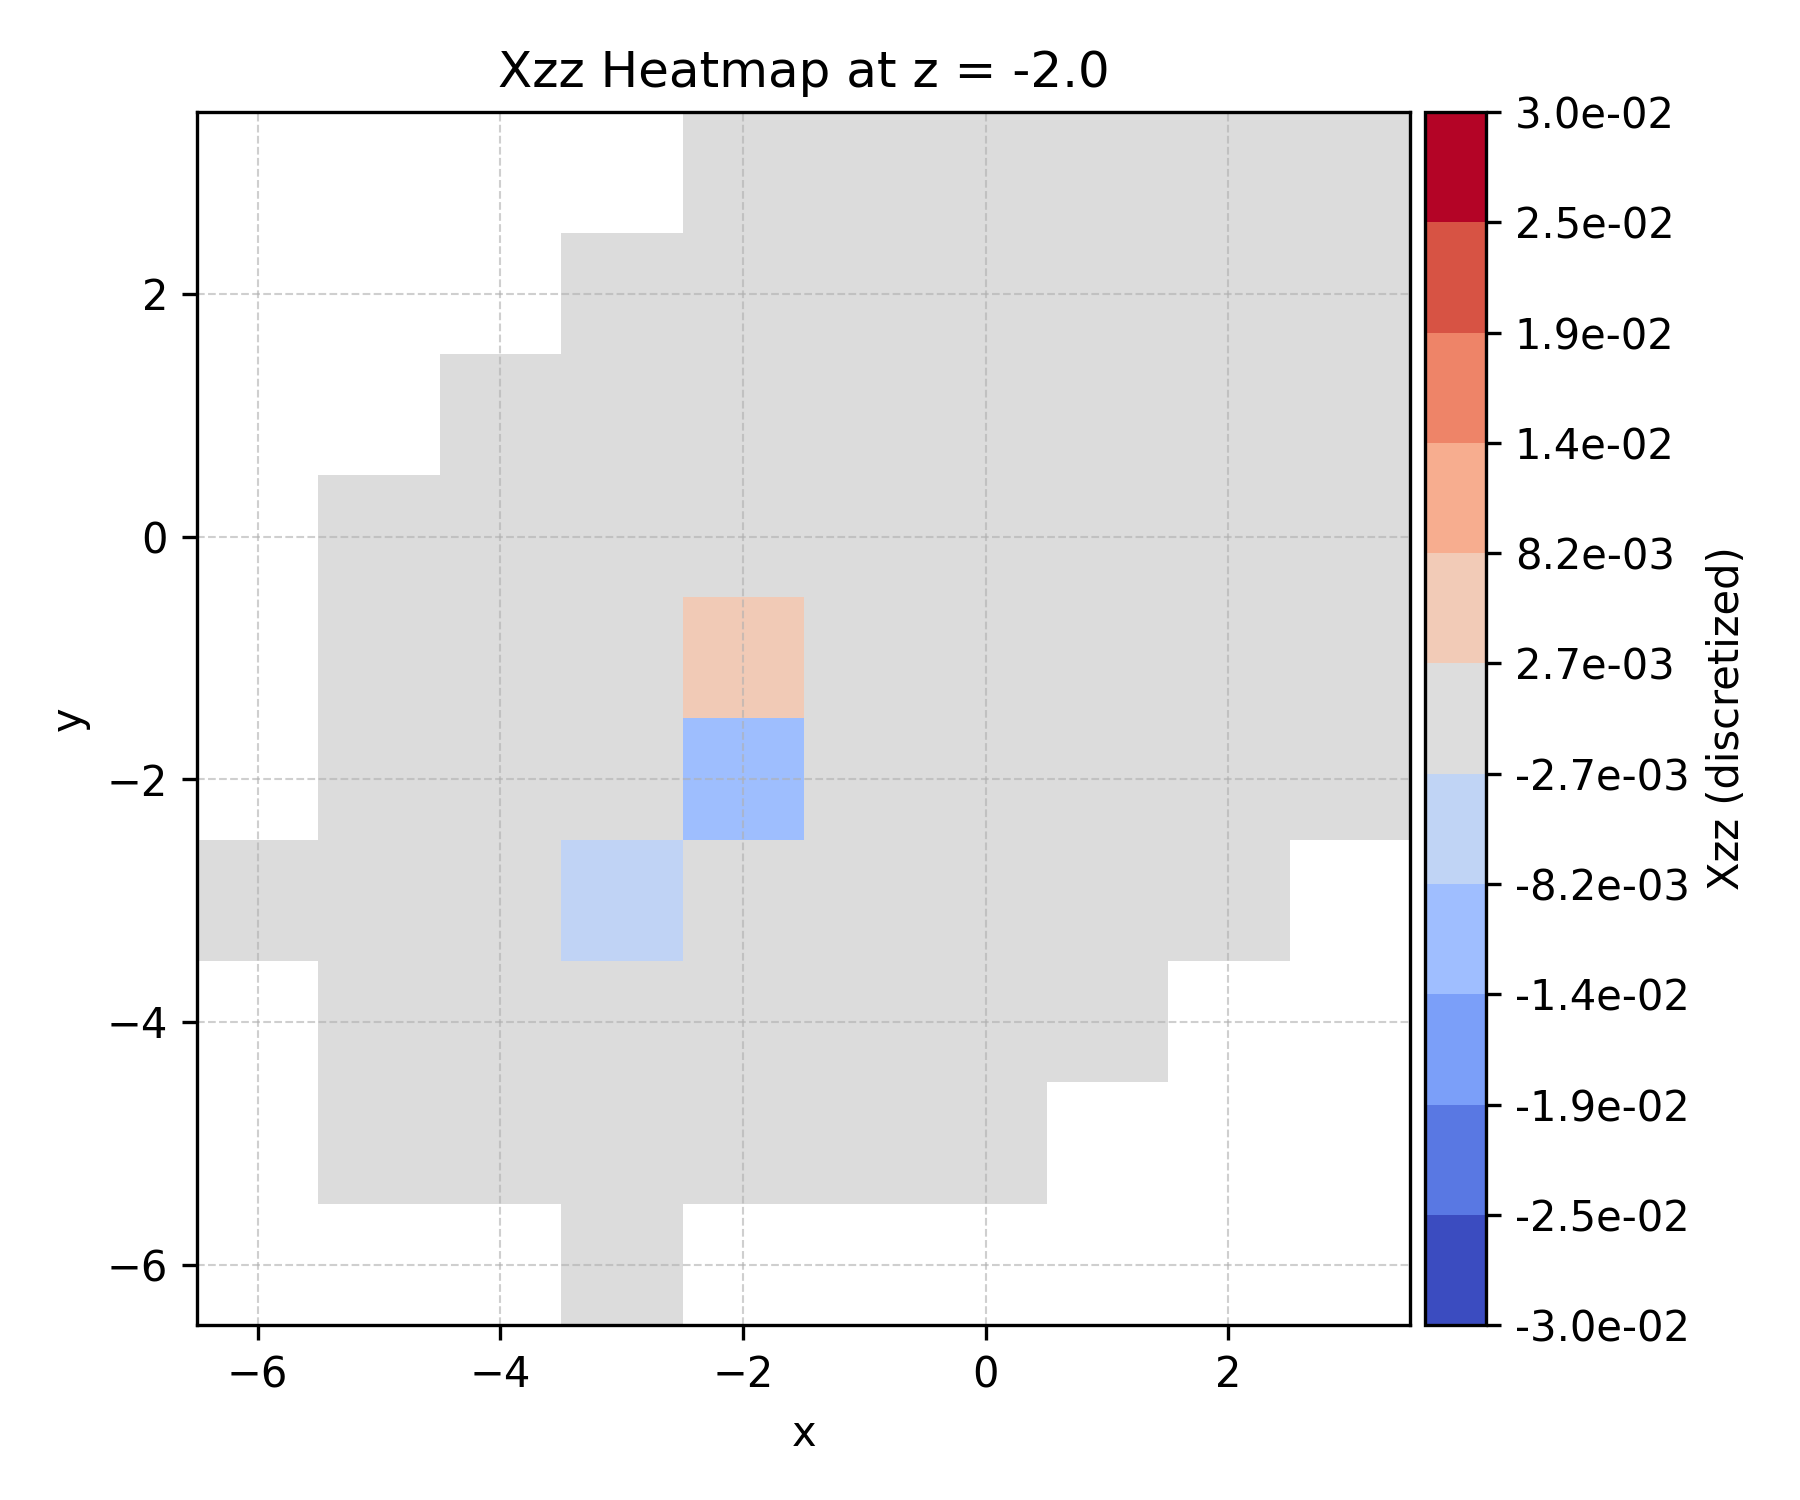 Xzz Heatmap at z = -2.0
3.0e-02
2.5e-02
1.9e-02
1.4e-02
8.2e-03
2.7e-03
-2.7e-03
-8.2e-03
-1.4e-02
-1.9e-02
-2.5e-02
-3.0e-02
Xzz (discretized)
2
0
−2
−4
−6
y
−6
−4
−2
0
2
x